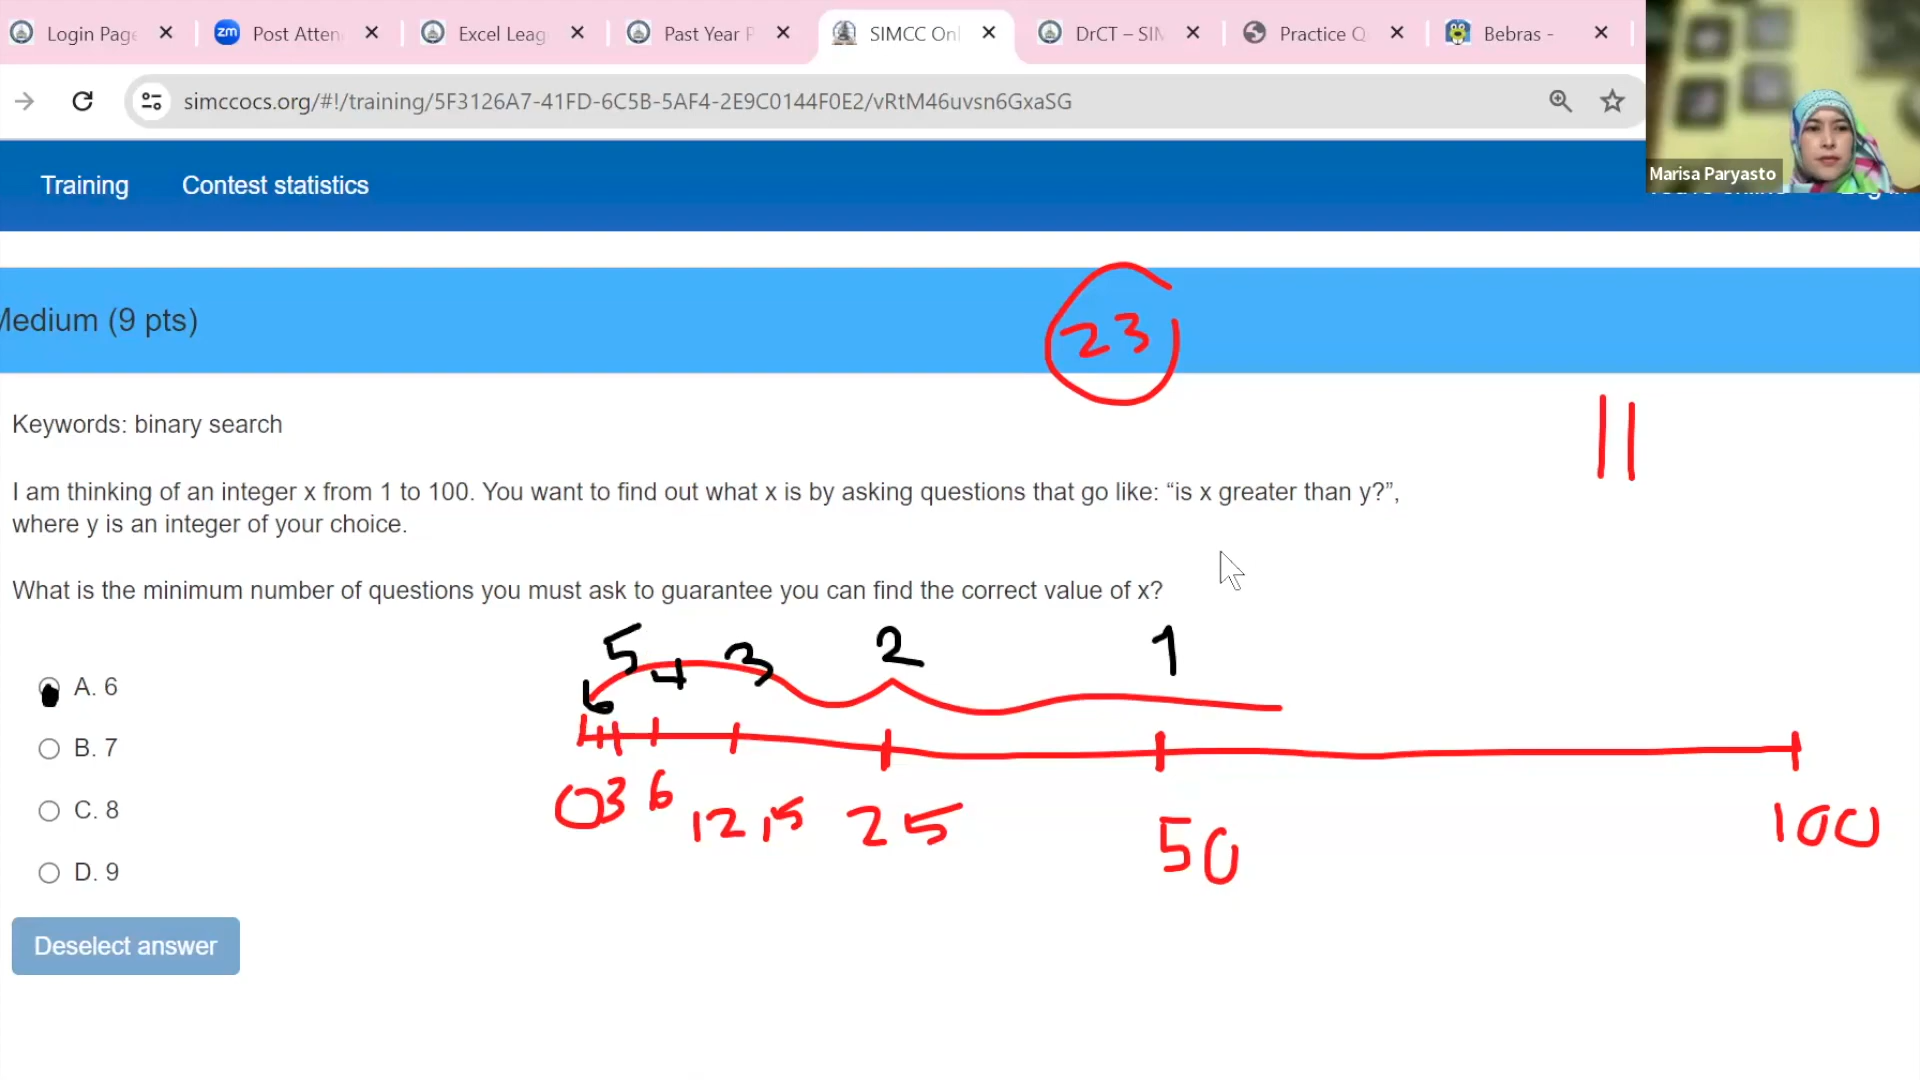 Login Page
Post Atten
Excel Leag
Past Year P
SIMCC Onl
DrCT – SIM
Practice Q
Bebras -
simccocs.org/#!/training/5F3126A7-41FD-6C5B-5AF4-2E9C0144F0E2/vRtM46uvsn6GxaSG
Marisa Paryasto
Training
Contest statistics
Medium (9 pts)
23
Keywords: binary search
11
I am thinking of an integer x from 1 to 100. You want to find out what x is by asking questions that go like: “is x greater than y?”,
where y is an integer of your choice.
What is the minimum number of questions you must ask to guarantee you can find the correct value of x?
6 5 4 3 2 1
A. 6
B. 7
0 3 6 12,15 25 50 100
C. 8
D. 9
Deselect answer